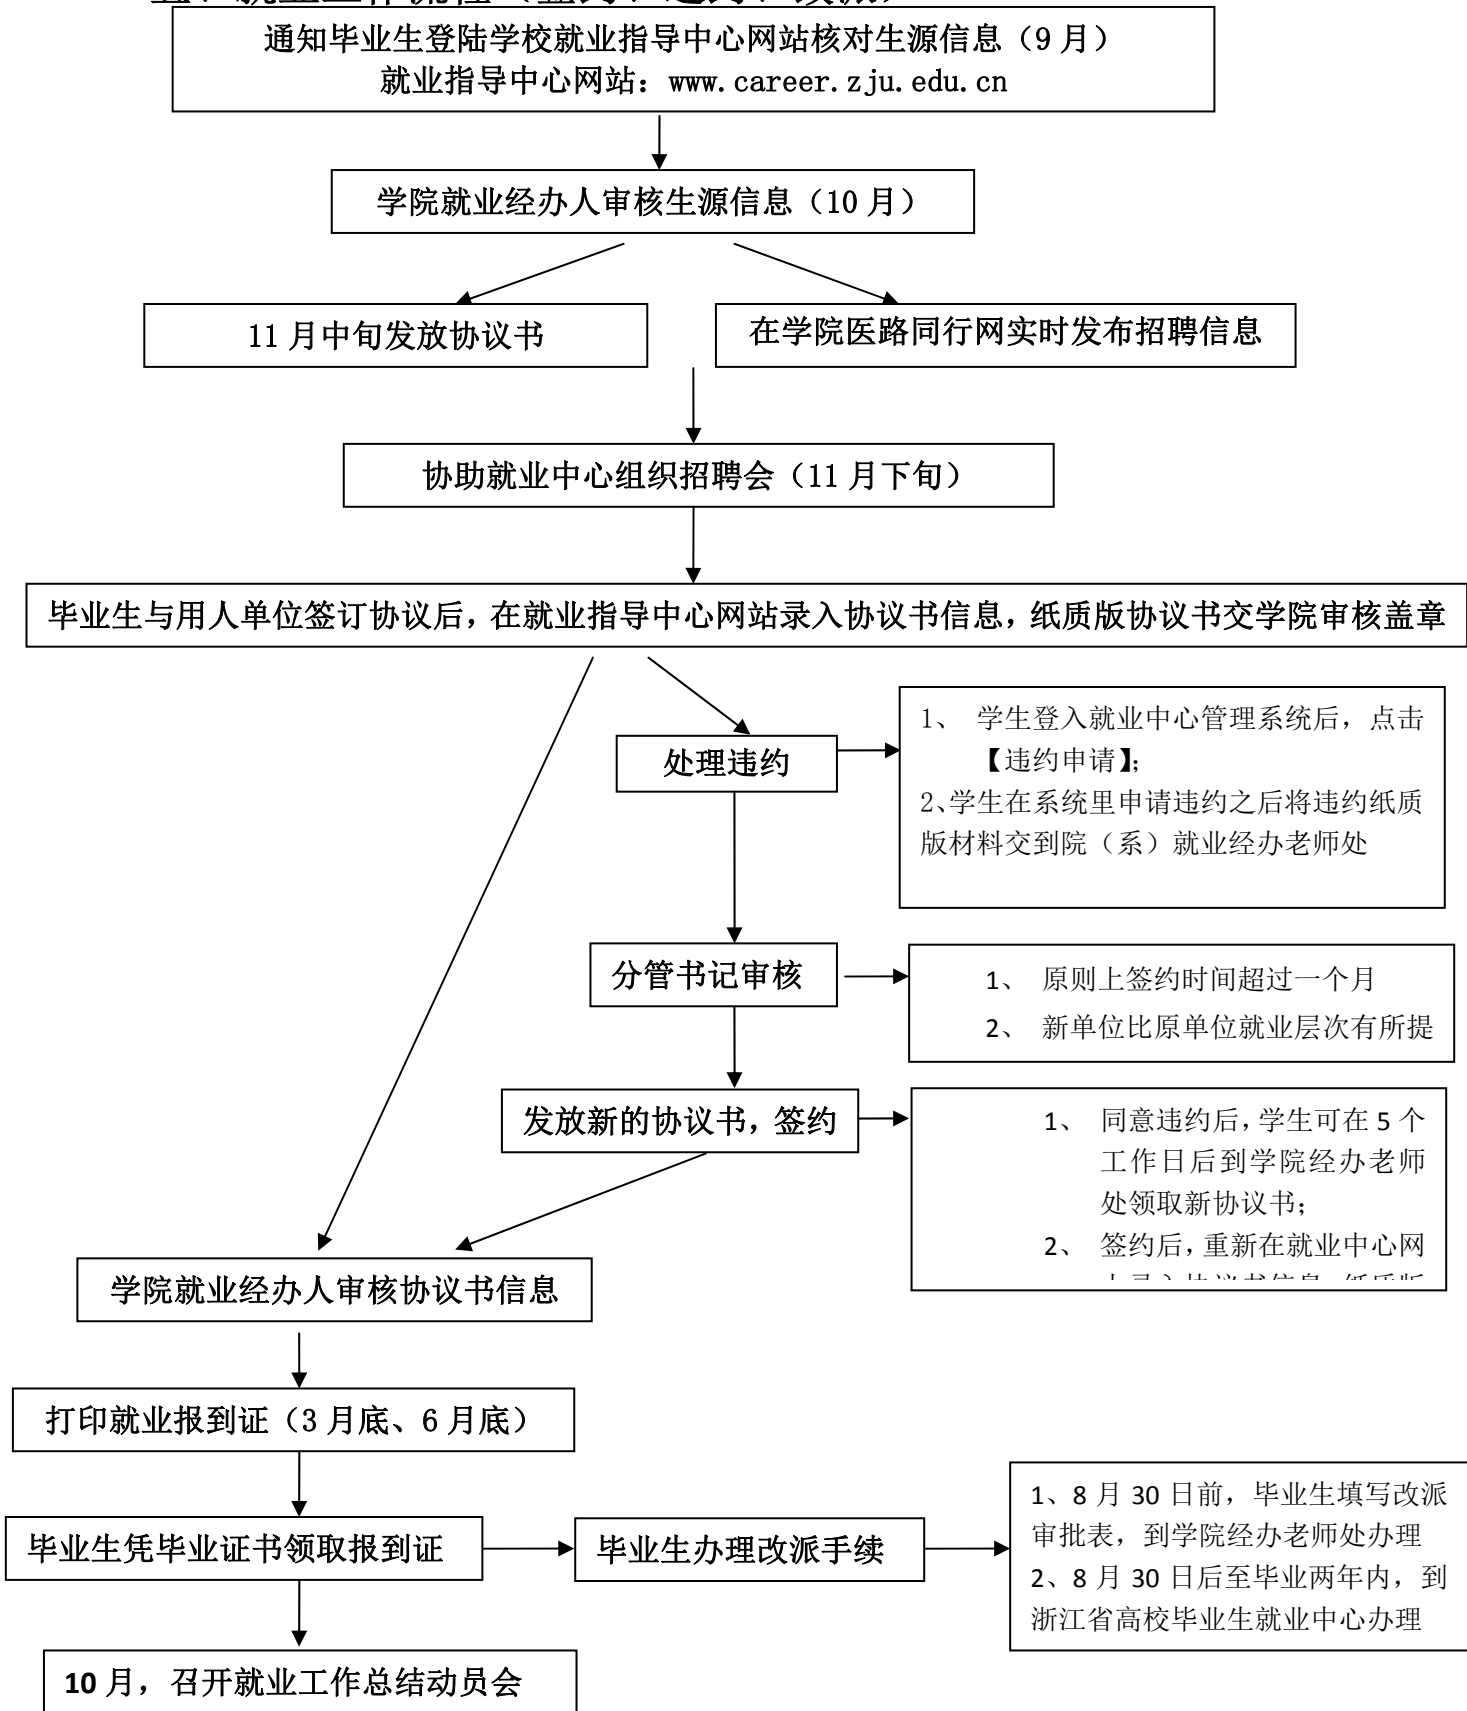 通知毕业生登陆学校就业指导中心网站核对生源信息（9 月）
就业指导中心网站：www.career.zju.edu.cn
学院就业经办人审核生源信息（10 月）
11 月中旬发放协议书
在学院医路同行网实时发布招聘信息
协助就业中心组织招聘会（11 月下旬）
毕业生与用人单位签订协议后，在就业指导中心网站录入协议书信息，纸质版协议书交学院审核盖章
处理违约
1、 学生登入就业中心管理系统后，点击
【违约申请】；
2、学生在系统里申请违约之后将违约纸质
版材料交到院（系）就业经办老师处
分管书记审核
1、 原则上签约时间超过一个月
2、 新单位比原单位就业层次有所提
发放新的协议书，签约
1、 同意违约后，学生可在 5 个
工作日后到学院经办老师
处领取新协议书；
2、 签约后，重新在就业中心网
学院就业经办人审核协议书信息
打印就业报到证（3 月底、6 月底）
毕业生凭毕业证书领取报到证
毕业生办理改派手续
1、8 月 30 日前，毕业生填写改派
审批表，到学院经办老师处办理
2、8 月 30 日后至毕业两年内，到
浙江省高校毕业生就业中心办理
10 月，召开就业工作总结动员会